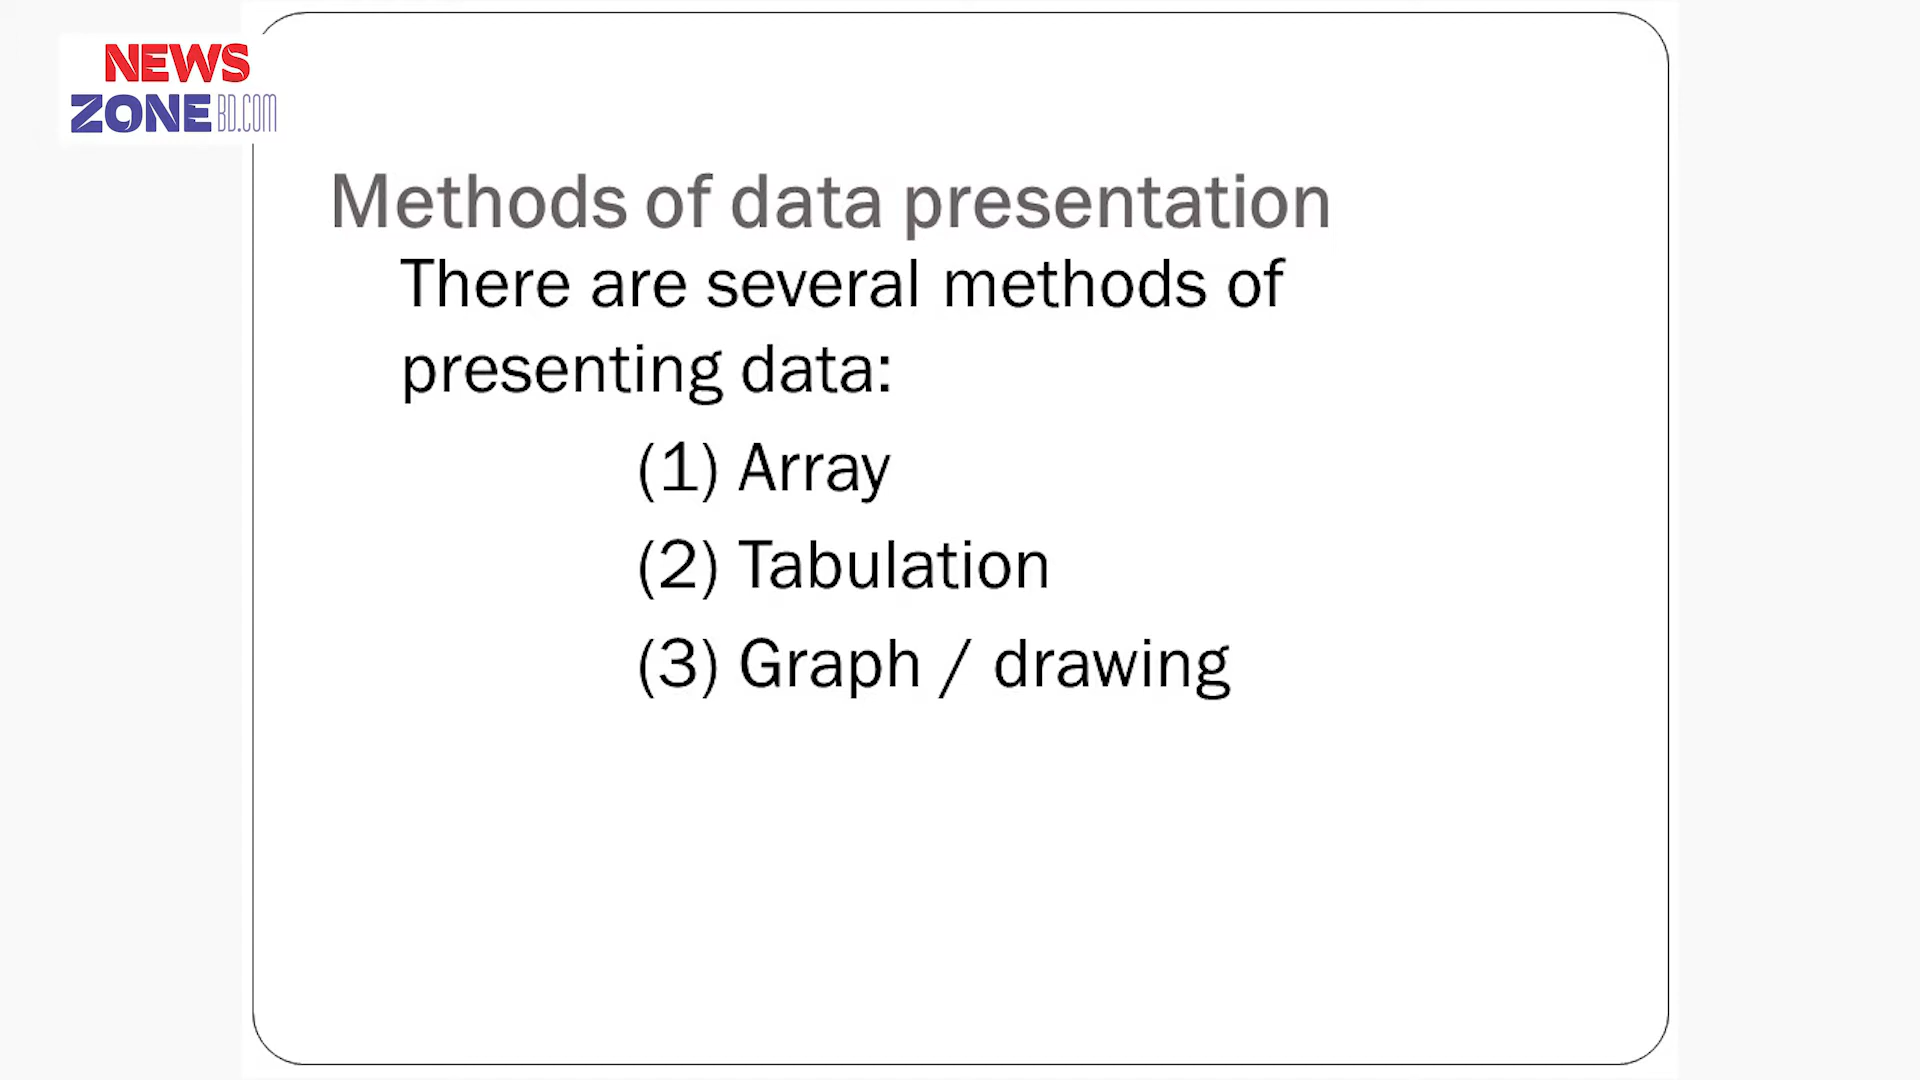 NEWS
ZONE BD.COM
Methods of data presentation
There are several methods of
presenting data:
(1) Array
(2) Tabulation
(3) Graph / drawing